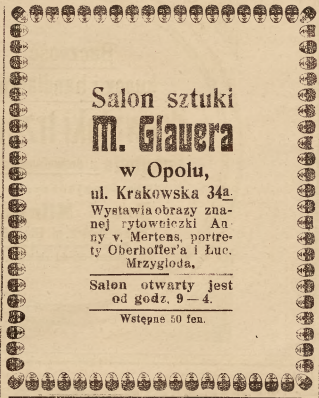 Salon sztuki
M. Glauera
w Opolu,
ul. Krakowska 34a.
Wystawia obrazy zna-
nej rytowniczki An
ny v. Mertens, portre-
ty Oberhoffer'a i Łuc.
Mrzygłoda,
Salon otwarty jest
od godz. 9—4.
Wstępne 50 fen.